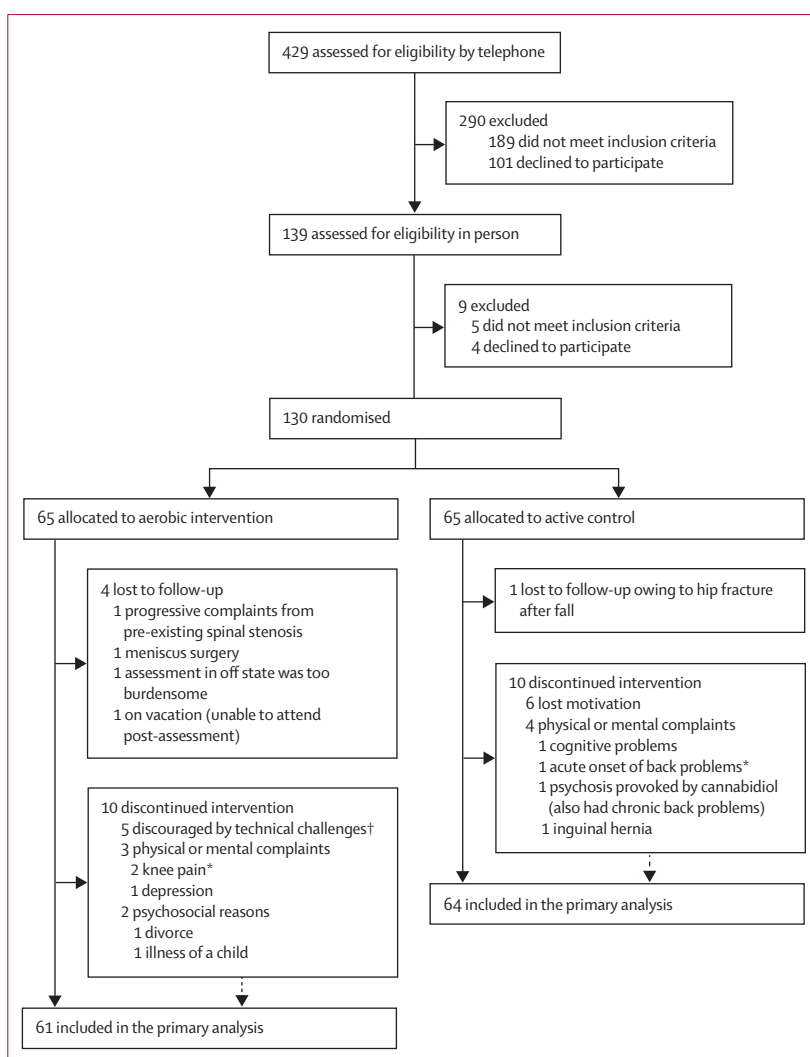 429 assessed for eligibility by telephone
290 excluded
189 did not meet inclusion criteria
101 declined to participate
139 assessed for eligibility in person
9 excluded
5 did not meet inclusion criteria
4 declined to participate
130 randomised
65 allocated to aerobic intervention
4 lost to follow-up
1 progressive complaints from
pre-existing spinal stenosis
1 meniscus surgery
1 assessment in off state was too
burdensome
1 on vacation (unable to attend
post-assessment)
10 discontinued intervention
5 discouraged by technical challenges†
3 physical or mental complaints
2 knee pain*
1 depression
2 psychosocial reasons
1 divorce
1 illness of a child
61 included in the primary analysis
65 allocated to active control
1 lost to follow-up owing to hip fracture
after fall
10 discontinued intervention
6 lost motivation
4 physical or mental complaints
1 cognitive problems
1 acute onset of back problems*
1 psychosis provoked by cannabidiol
(also had chronic back problems)
1 inguinal hernia
64 included in the primary analysis